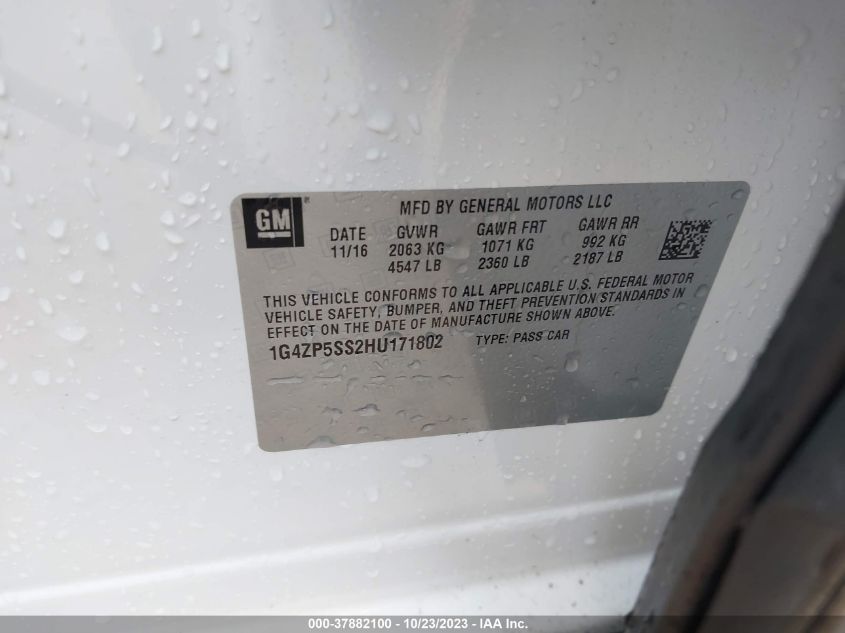 GM
MFD BY GENERAL MOTORS LLC
DATE GVWR GAWR FRT GAWR RR
11/16 2063 KG 1071 KG 992 KG
4547 LB 2360 LB 2187 LB
THIS VEHICLE CONFORMS TO ALL APPLICABLE U.S. FEDERAL MOTOR
VEHICLE SAFETY, BUMPER, AND THEFT PREVENTION STANDARDS IN
EFFECT ON THE DATE OF MANUFACTURE SHOWN ABOVE.
1G4ZP5SS2HU171802 TYPE: PASS CAR
000-37882100 - 10/23/2023 - IAA Inc.